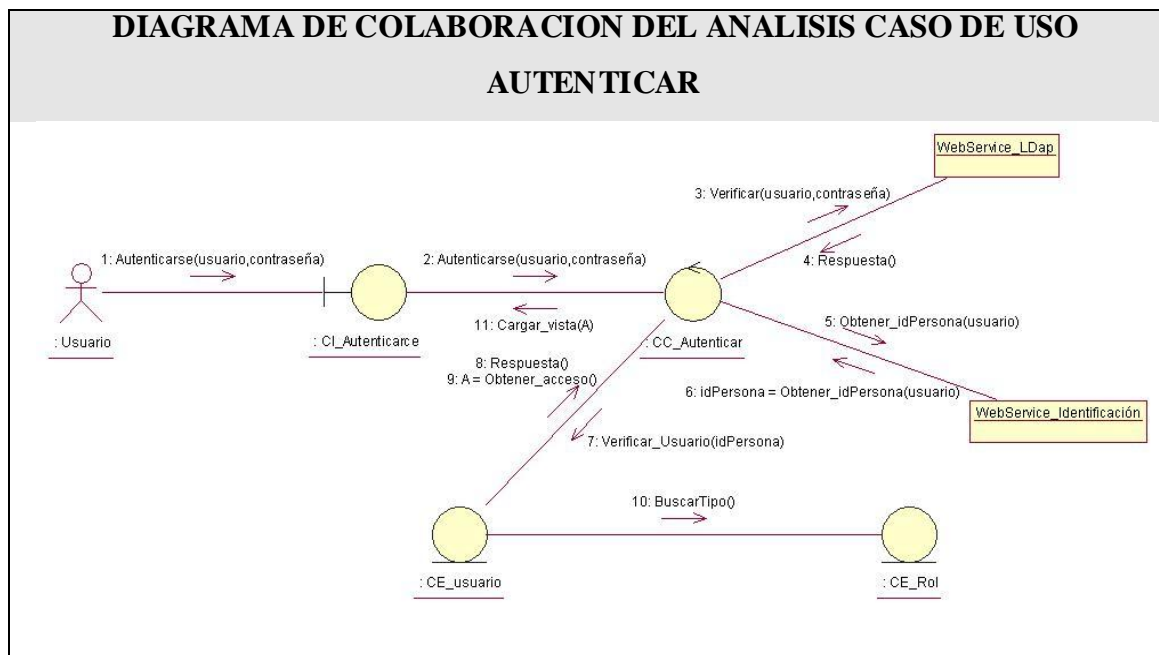 DIAGRAMA DE COLABORACION DEL ANALISIS CASO DE USO
AUTENTICAR
WebService_LDap
3: Verificar(usuario,contraseña)
4: Respuesta()
1: Autenticarse(usuario,contraseña)
2: Autenticarse(usuario,contraseña)
11: Cargar_vista(A)
: Usuario
: CI_Autenticarce
: CC_Autenticar
5: Obtener_idPersona(usuario)
6: idPersona = Obtener_idPersona(usuario)
WebService_Identificación
8: Respuesta()
9: A = Obtener_acceso()
7: Verificar_Usuario(idPersona)
10: BuscarTipo()
: CE_usuario
: CE_Rol